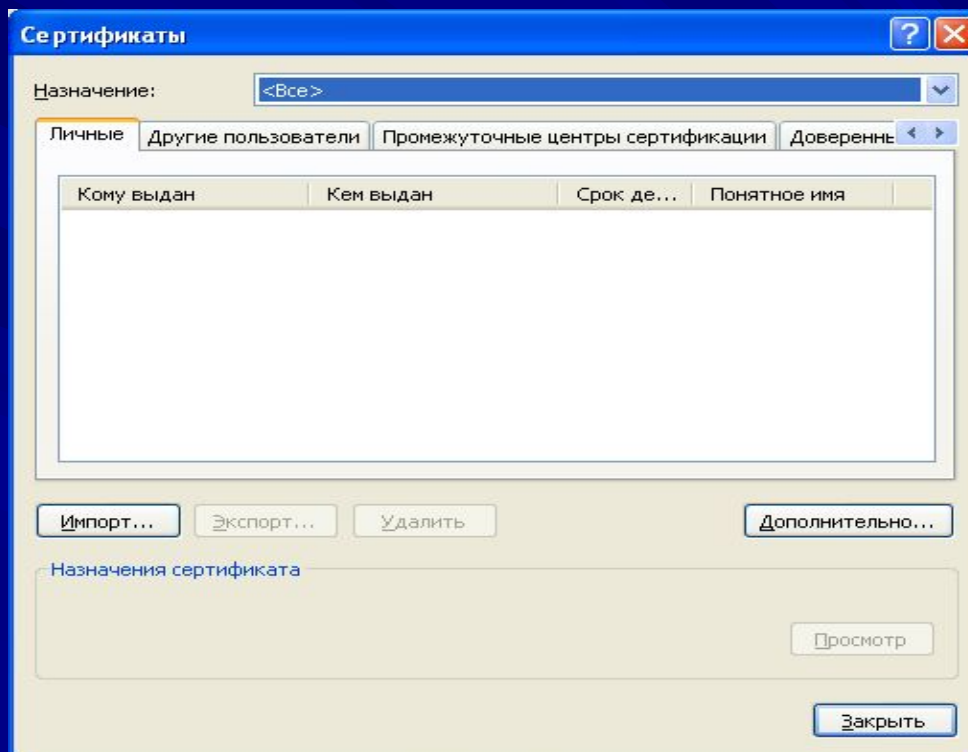 Сертификаты
Назначение: <Все>
Личные Другие пользователи Промежуточные центры сертификации Доверенны
Кому выдан Кем выдан Срок де... Понятное имя
Импорт... Экспорт... Удалить Дополнительно...
Назначения сертификата
Просмотр
Закрыть